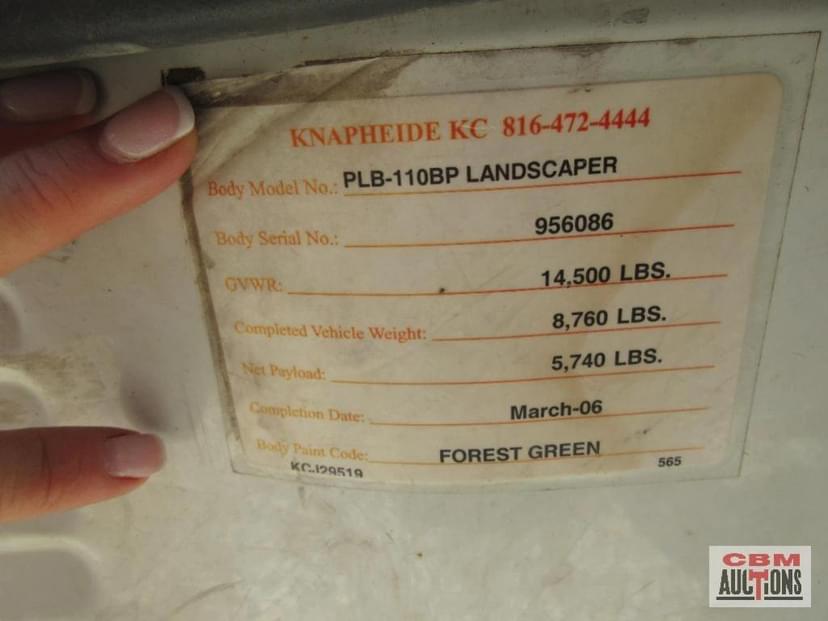 KNAPHEIDE KC 816-472-4444
Body Model No.: PLB-110BP LANDSCAPER
Body Serial No.: 956086
GVWR: 14,500 LBS.
Completed Vehicle Weight: 8,760 LBS.
Net Payload: 5,740 LBS.
Completion Date: March-06
Body Paint Code: FOREST GREEN
KCJ29519 565
CBM
AUCTIONS